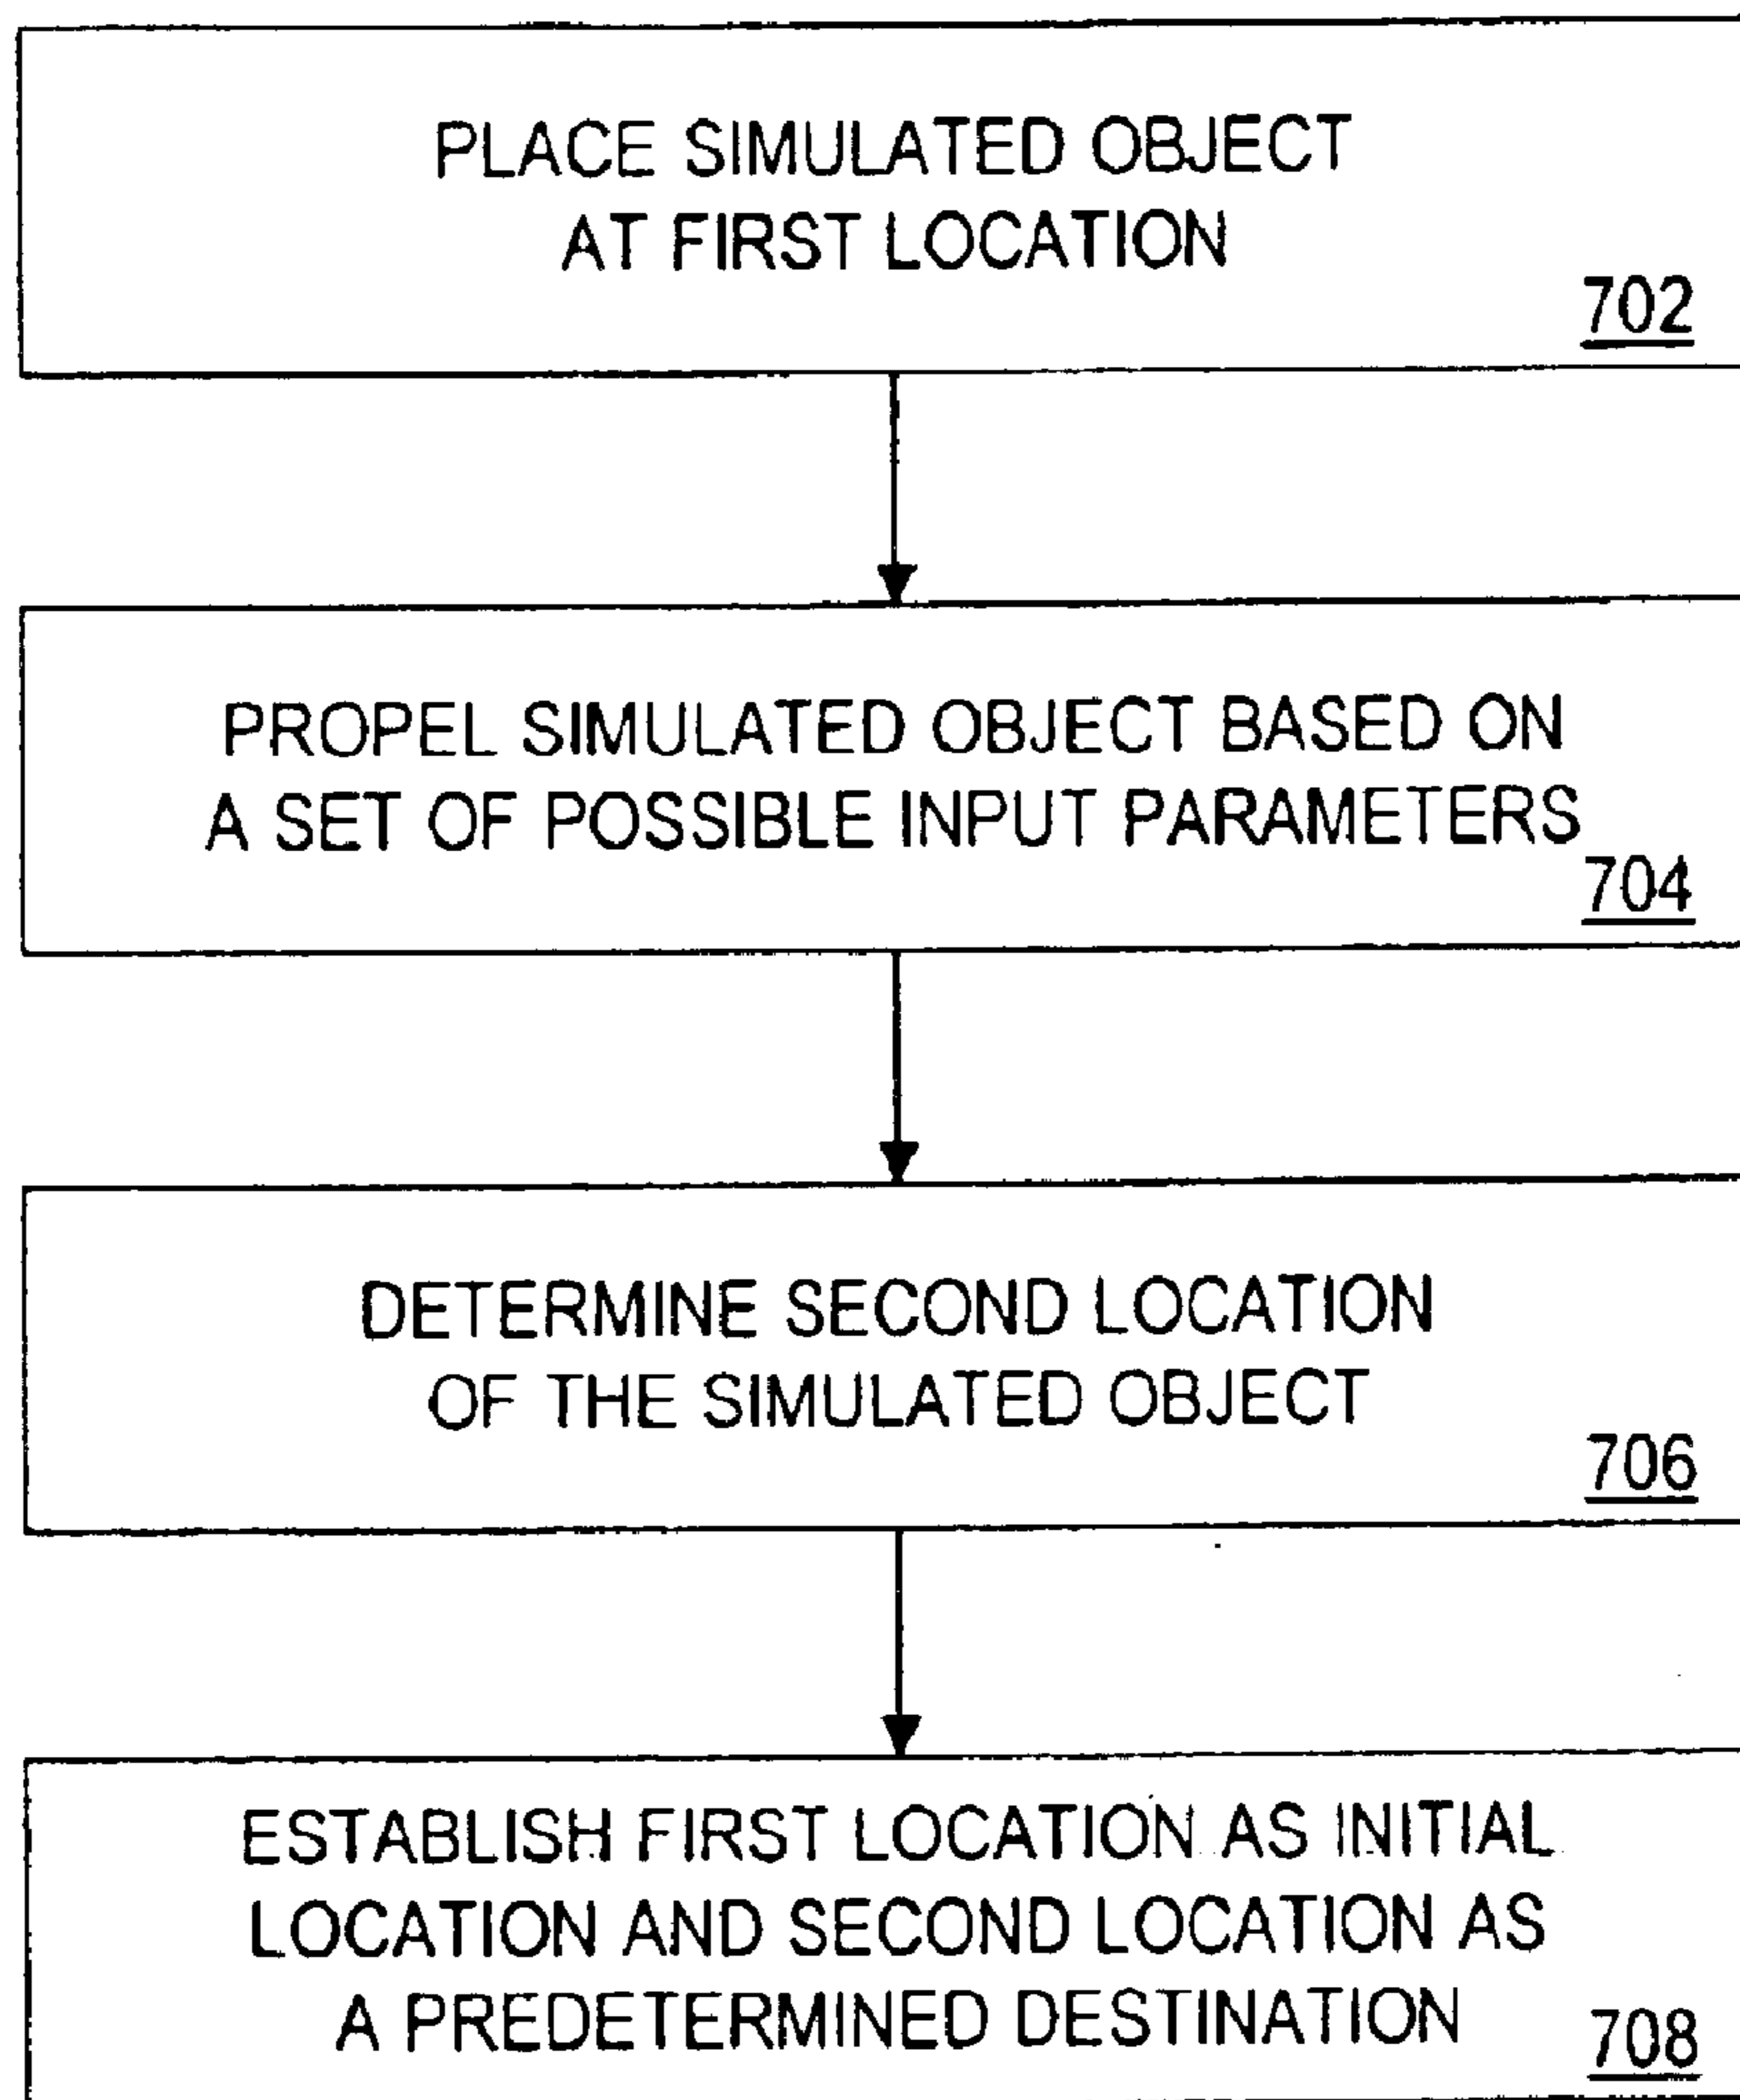 PLACE SIMULATED OBJECT
AT FIRST LOCATION
702
PROPEL SIMULATED OBJECT BASED ON
A SET OF POSSIBLE INPUT PARAMETERS
704
DETERMINE SECOND LOCATION
OF THE SIMULATED OBJECT
706
ESTABLISH FIRST LOCATION AS INITIAL
LOCATION AND SECOND LOCATION AS
A PREDETERMINED DESTINATION
708